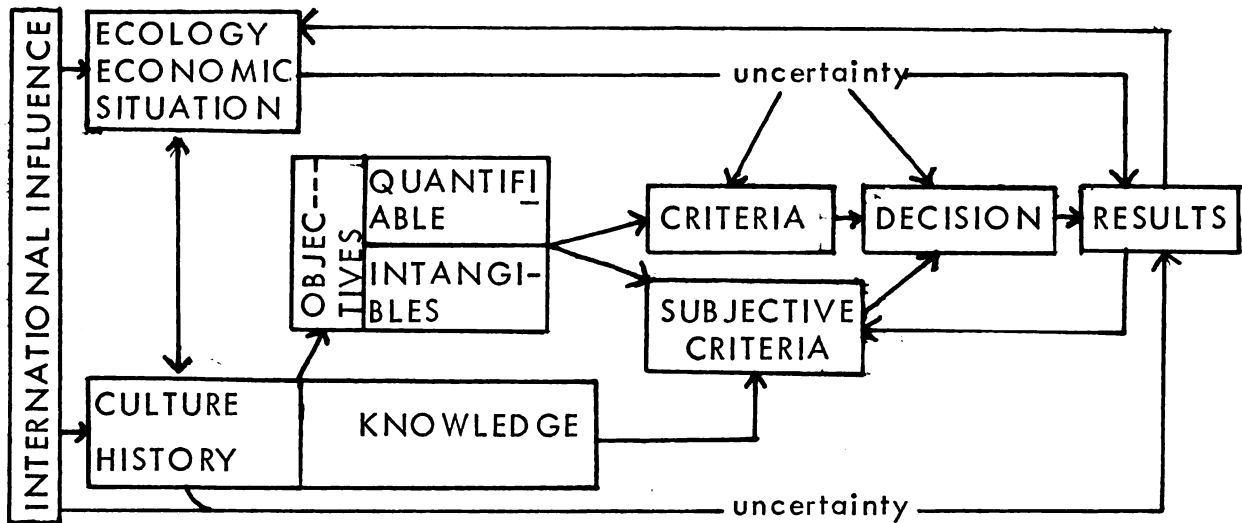 INTERNATIONAL INFLUENCE
ECOLOGY
ECONOMIC
SITUATION
uncertainty
OBJEC---
TIVES
QUANTIFI
ABLE
INTANGI-
BLES
CRITERIA
DECISION
RESULTS
SUBJECTIVE
CRITERIA
CULTURE
HISTORY
KNOWLEDGE
uncertainty